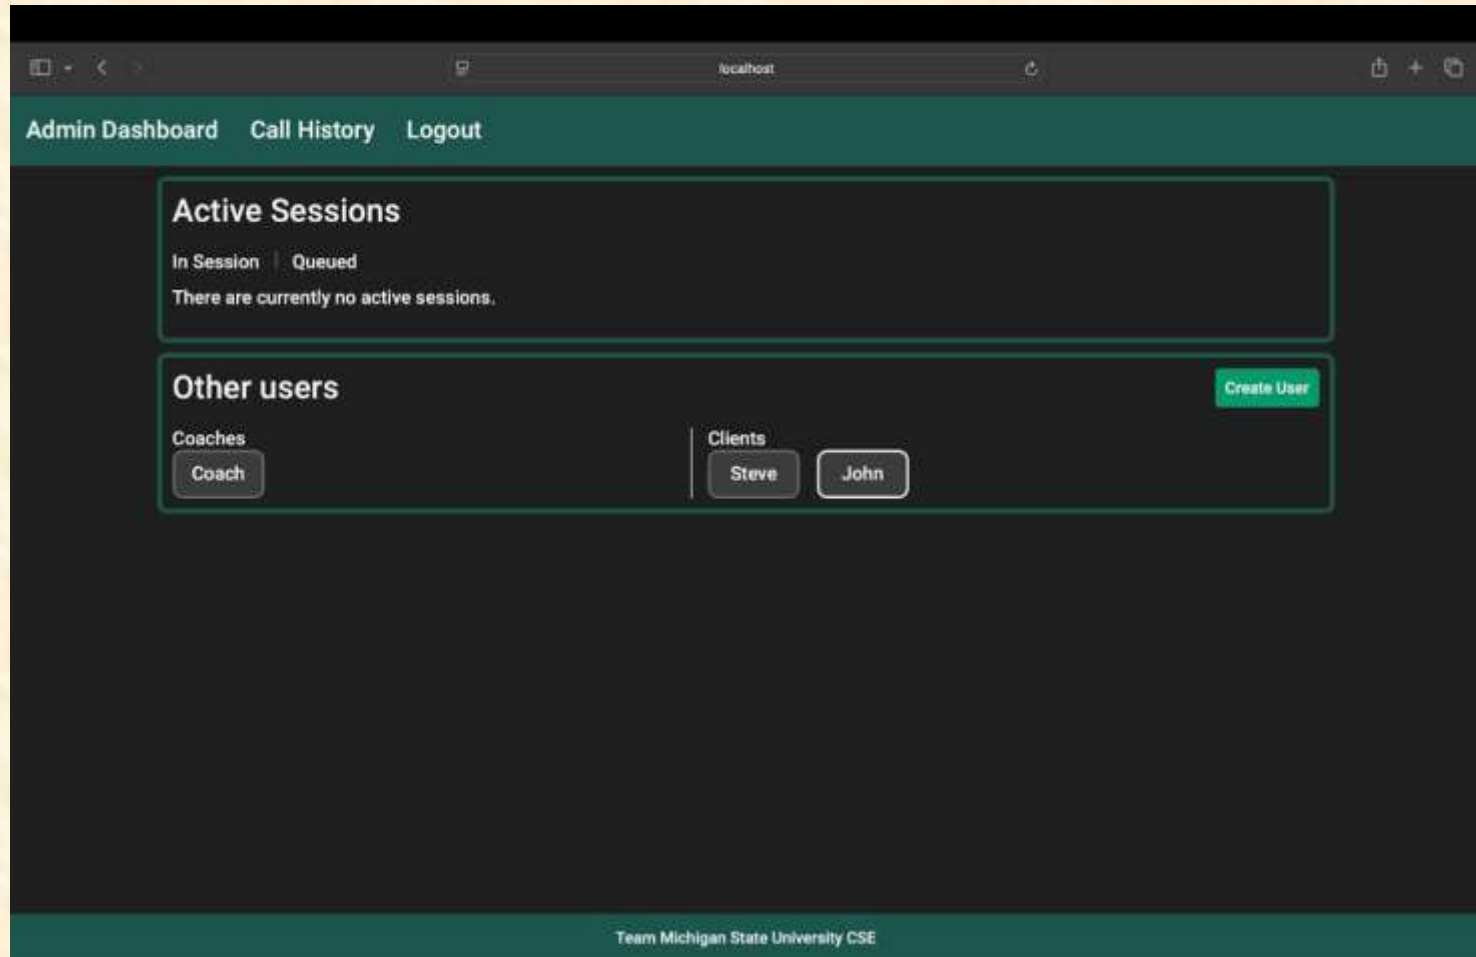 localhost
Admin Dashboard Call History Logout
Active Sessions
In Session Queued
There are currently no active sessions.
Other users
Create User
Coaches
Clients
Coach
Steve
John
Team Michigan State University CSE